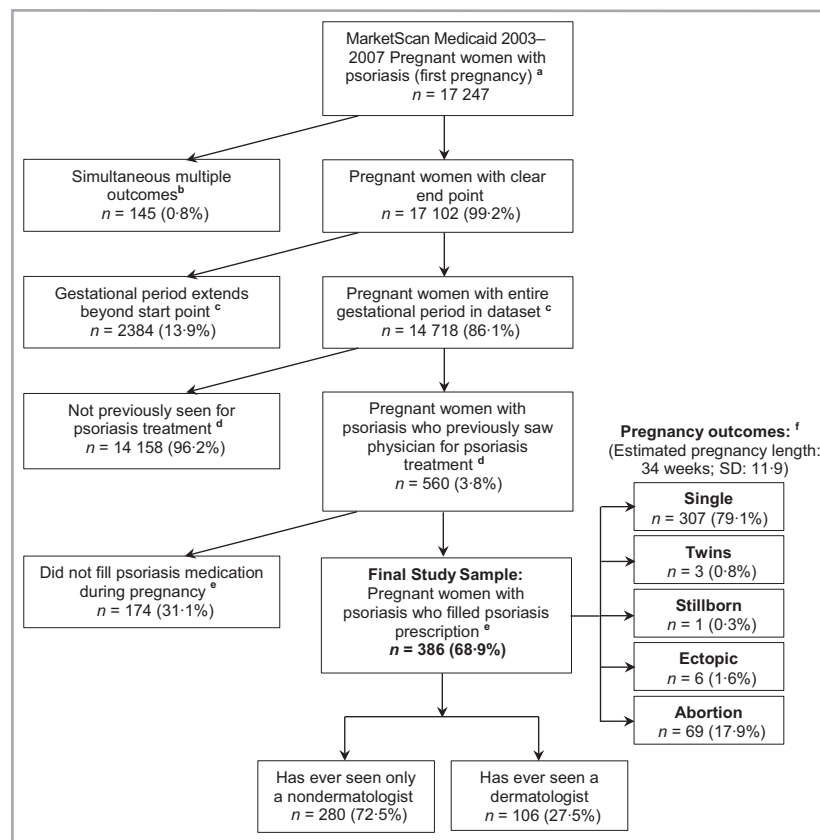 MarketScan Medicaid 2003–
2007 Pregnant women with
psoriasis (first pregnancy) a
n = 17 247
Simultaneous multiple
outcomesb
n = 145 (0·8%)
Pregnant women with clear
end point
n = 17 102 (99·2%)
Gestational period extends
beyond start point c
n = 2384 (13·9%)
Pregnant women with entire
gestational period in dataset c
n = 14 718 (86·1%)
Not previously seen for
psoriasis treatment d
n = 14 158 (96·2%)
Pregnant women with
psoriasis who previously saw
physician for psoriasis
treatment d
n = 560 (3·8%)
Did not fill psoriasis medication
during pregnancy e
n = 174 (31·1%)
Final Study Sample:
Pregnant women with
psoriasis who filled psoriasis
prescription e
n = 386 (68·9%)
Pregnancy outcomes: f
(Estimated pregnancy length:
34 weeks; SD: 11·9)
Single
n = 307 (79·1%)
Twins
n = 3 (0·8%)
Stillborn
n = 1 (0·3%)
Ectopic
n = 6 (1·6%)
Abortion
n = 69 (17·9%)
Has ever seen only
a nondermatologist
n = 280 (72·5%)
Has ever seen a
dermatologist
n = 106 (27·5%)